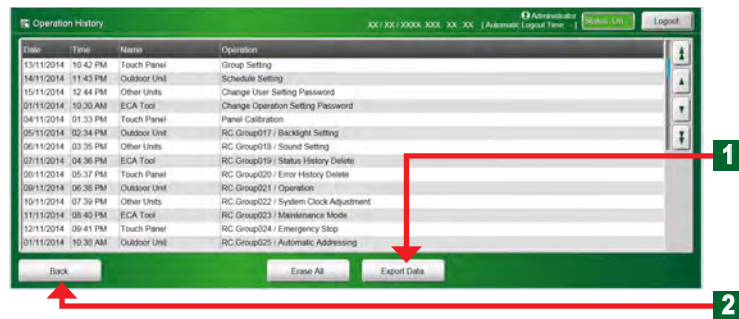 Operation History
XX / XX / XXXX XXX. XX : XX [ Automatic Logout Time: - ]
Administrator
Status: On
Logout
Date Time Name Operation
13/11/2014 10:42 PM Touch Panel Group Setting
14/11/2014 11:43 PM Outdoor Unit Schedule Setting
15/11/2014 12:44 PM Other Units Change User Setting Password
01/11/2014 10:30 AM ECA Tool Change Operation Setting Password
04/11/2014 01:33 PM Touch Panel Panel Calibration
05/11/2014 02:34 PM Outdoor Unit RC.Group017 / Backlight Setting
06/11/2014 03:35 PM Other Units RC.Group018 / Sound Setting
07/11/2014 04:36 PM ECA Tool RC.Group019 / Status History Delete
08/11/2014 05:37 PM Touch Panel RC.Group020 / Error History Delete
09/11/2014 06:38 PM Outdoor Unit RC.Group021 / Operation
10/11/2014 07:39 PM Other Units RC.Group022 / System Clock Adjustment
11/11/2014 08:40 PM ECA Tool RC.Group023 / Maintenance Mode
12/11/2014 09:41 PM Touch Panel RC.Group024 / Emergency Stop
01/11/2014 10:30 AM Outdoor Unit RC.Group025 / Automatic Addressing
1
Back Erase All Export Data
2